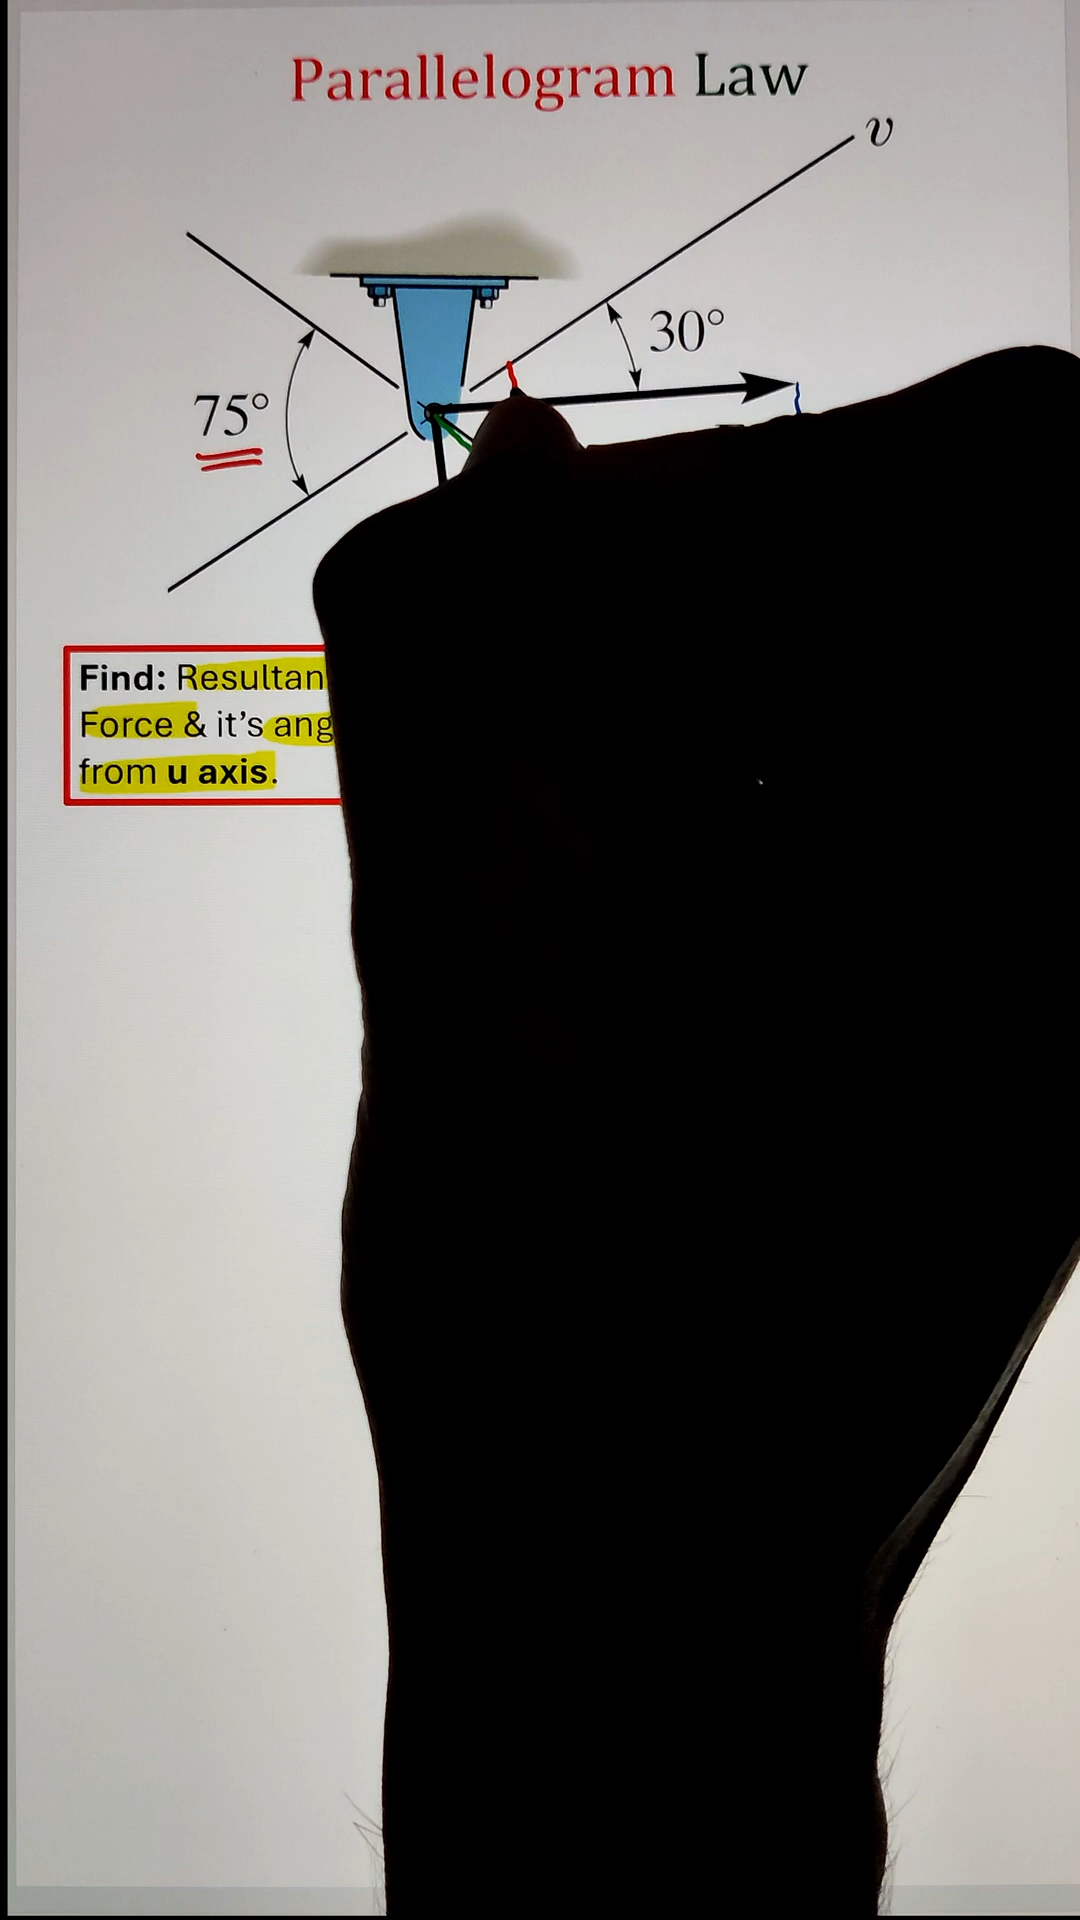 Parallelogram Law
v
30°
75°
Find: Resultan
Force & it's ang
from u axis.